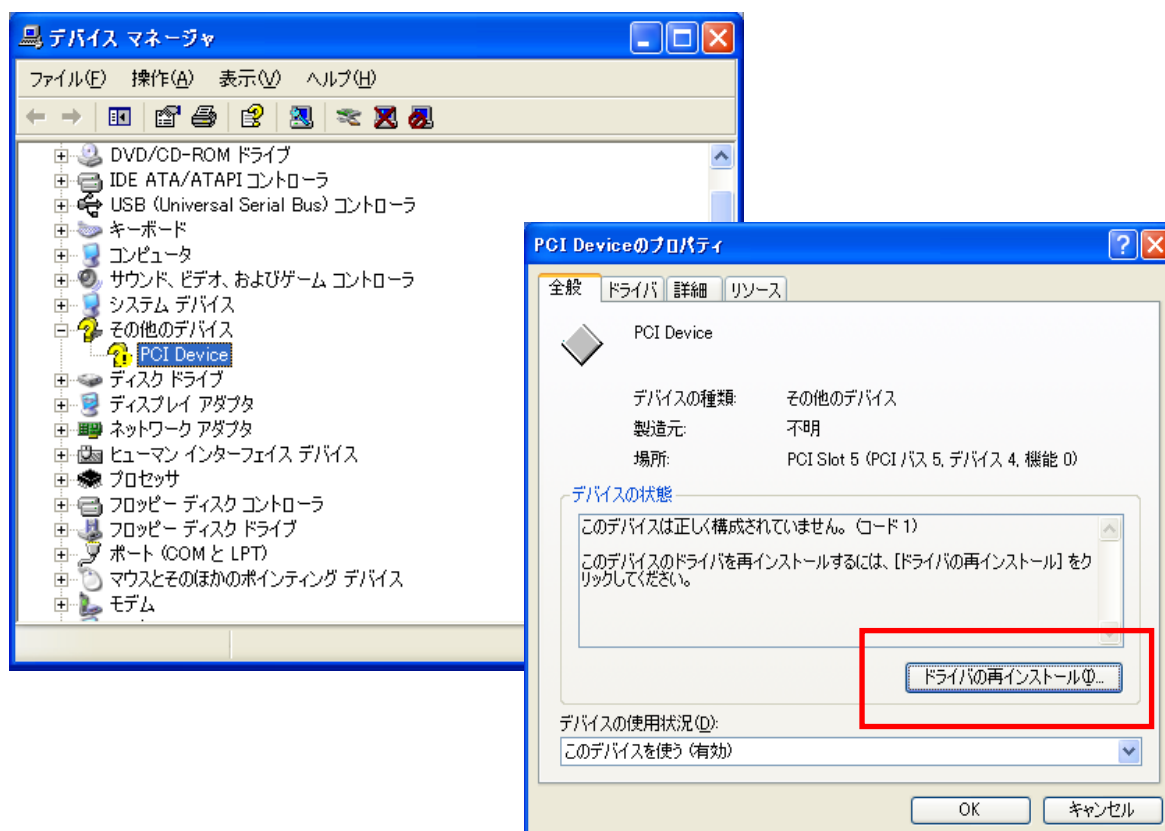 デバイス マネージャ
ファイル(F) 操作(A) 表示(V) ヘルプ(H)
DVD/CD-ROM ドライブ
IDE ATA/ATAPI コントローラ
USB (Universal Serial Bus) コントローラ
キーボード
コンピュータ
サウンド、ビデオ、およびゲーム コントローラ
システム デバイス
その他のデバイス
PCI Device
ディスク ドライブ
ディスプレイ アダプタ
ネットワーク アダプタ
ヒューマン インターフェイス デバイス
プロセッサ
フロッピー ディスク コントローラ
フロッピー ディスク ドライブ
ポート (COM と LPT)
マウスとそのほかのポインティング デバイス
モデム
PCI Deviceのプロパティ
全般 ドライバ 詳細 リソース
PCI Device
デバイスの種類: その他のデバイス
製造元: 不明
場所: PCI Slot 5 (PCI バス 5, デバイス 4, 機能 0)
デバイスの状態
このデバイスは正しく構成されていません。 (コード 1)
このデバイスのドライバを再インストールするには、[ドライバの再インストール] をク
リックしてください。
ドライバの再インストール(I)...
デバイスの使用状況(D):
このデバイスを使う (有効)
OK キャンセル